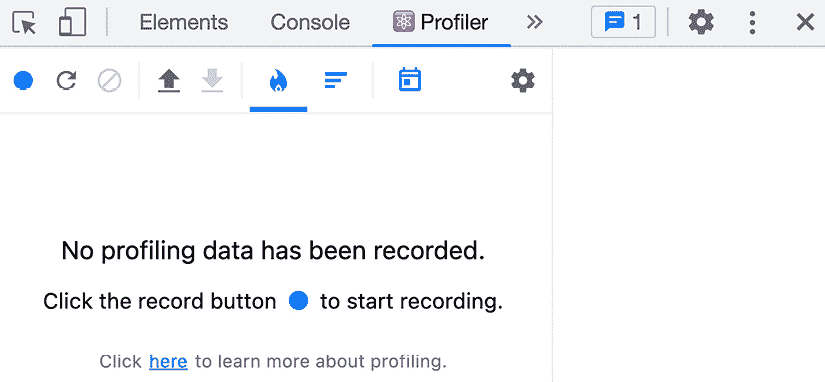 Elements Console Profiler 1
No profiling data has been recorded.
Click the record button to start recording.
Click here to learn more about profiling.